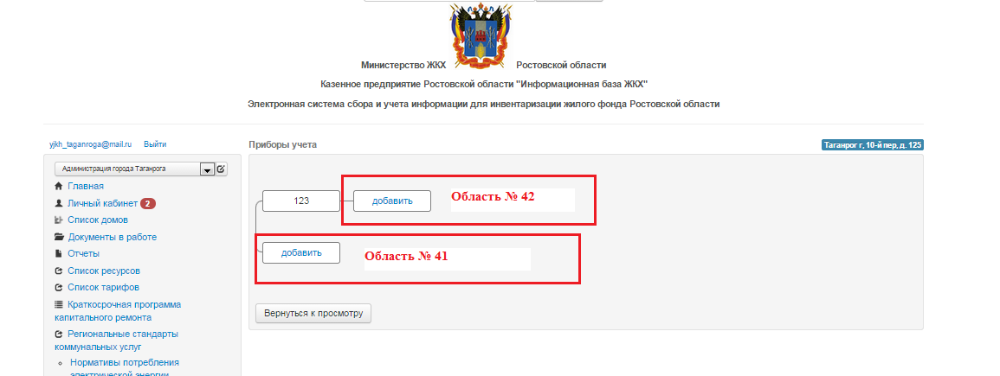 Министерство ЖКХ Ростовской области
Казенное предприятие Ростовской области "Информационная база ЖКХ"
Электронная система сбора и учета информации для инвентаризации жилого фонда Ростовской области
yjkh_taganroga@mail.ru Выйти
Администрация города Таганрога
Главная
Личный кабинет 2
Список домов
Документы в работе
Отчеты
Список ресурсов
Список тарифов
Краткосрочная программа
капитального ремонта
Региональные стандарты
коммунальных услуг
Нормативы потребления
электрической энергии
Приборы учета
Таганрог г, 10-й пер, д. 125
123
добавить
Область № 42
добавить
Область № 41
Вернуться к просмотру